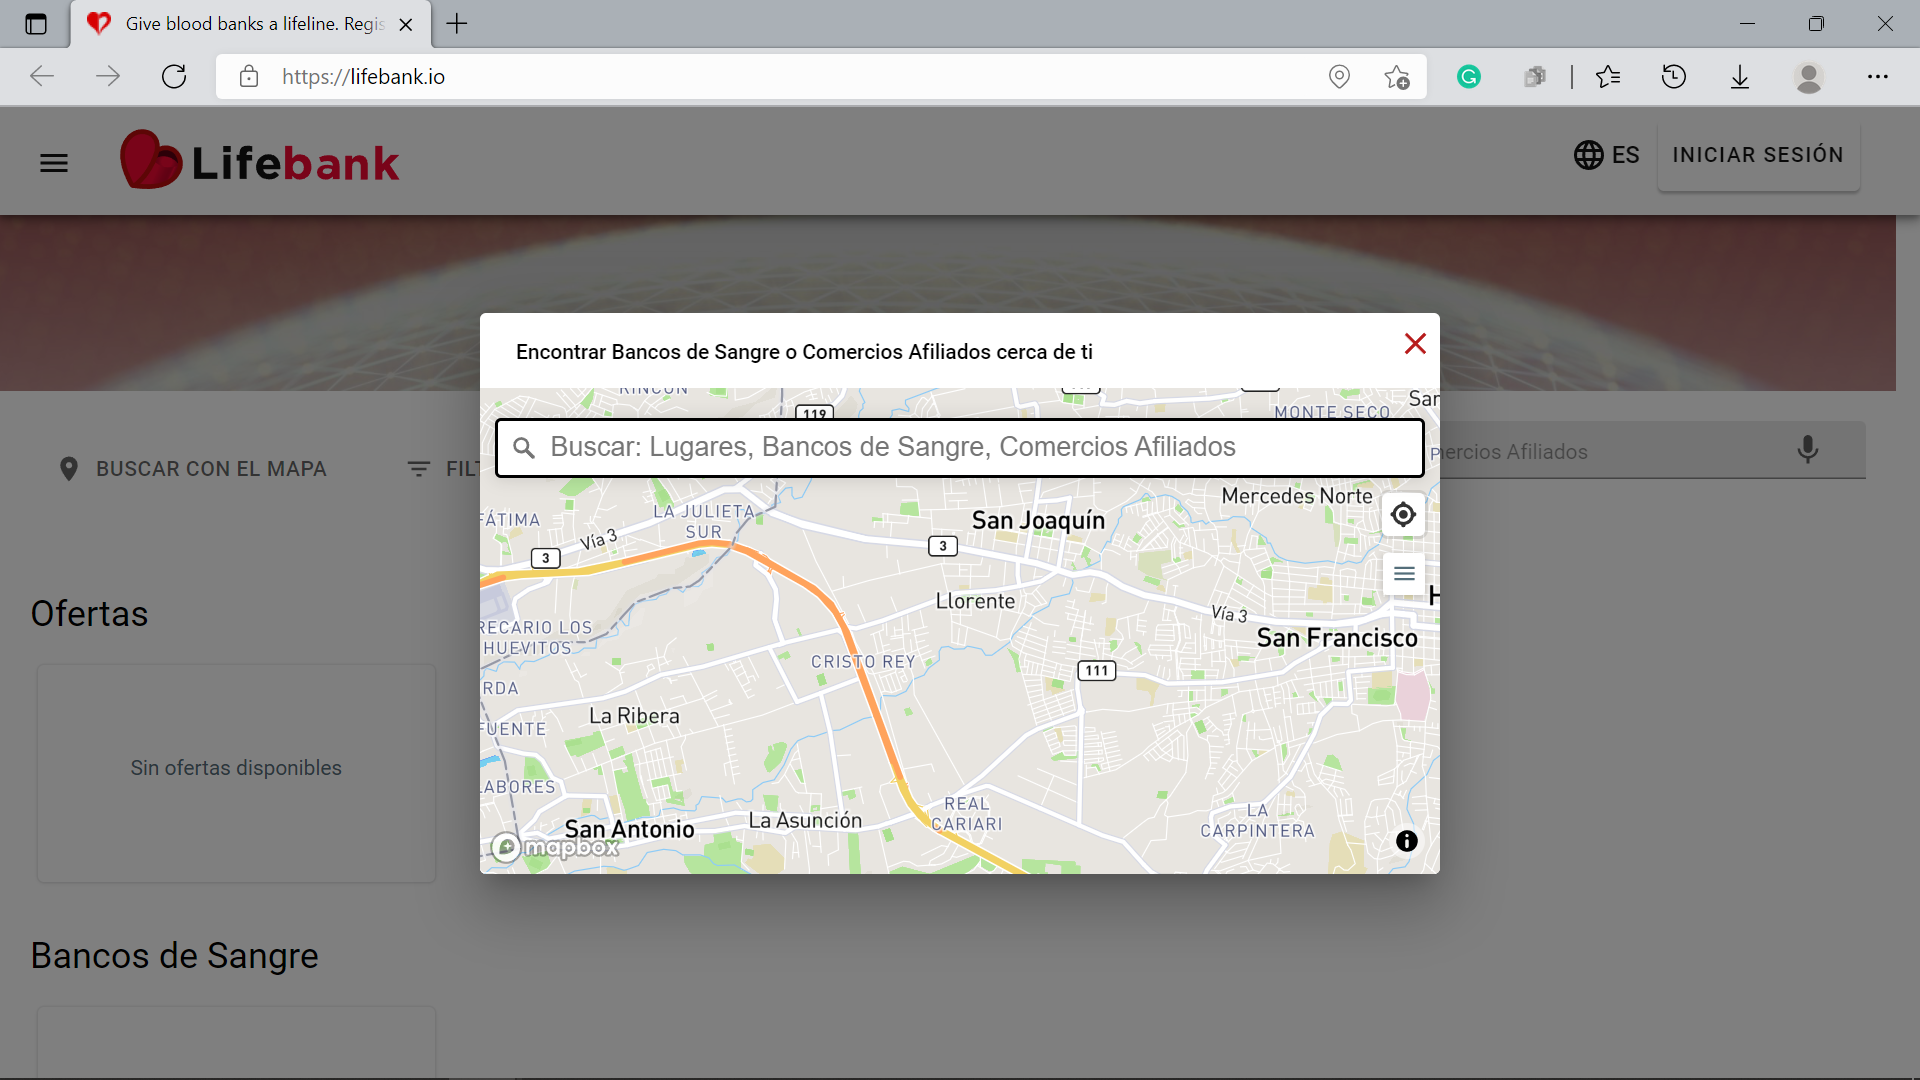 Give blood banks a lifeline. Regis
https://lifebank.io
Lifebank
ES
INICIAR SESIÓN
Encontrar Bancos de Sangre o Comercios Afiliados cerca de ti
RINCÓN
119
MONTE SECO
San
Buscar: Lugares, Bancos de Sangre, Comercios Afiliados
BUSCAR CON EL MAPA
FILT
mercios Afiliados
Mercedes Norte
FÁTIMA
LA JULIETA
SUR
San Joaquín
Vía 3
3
3
Llorente
Vía 3
San Francisco
H
Ofertas
RECARIO LOS
HUEVITOS
CRISTO REY
111
RDA
La Ribera
FUENTE
Sin ofertas disponibles
LABORES
REAL
CARIARI
LA
CARPINTERA
San Antonio
La Asunción
mapbox
Bancos de Sangre